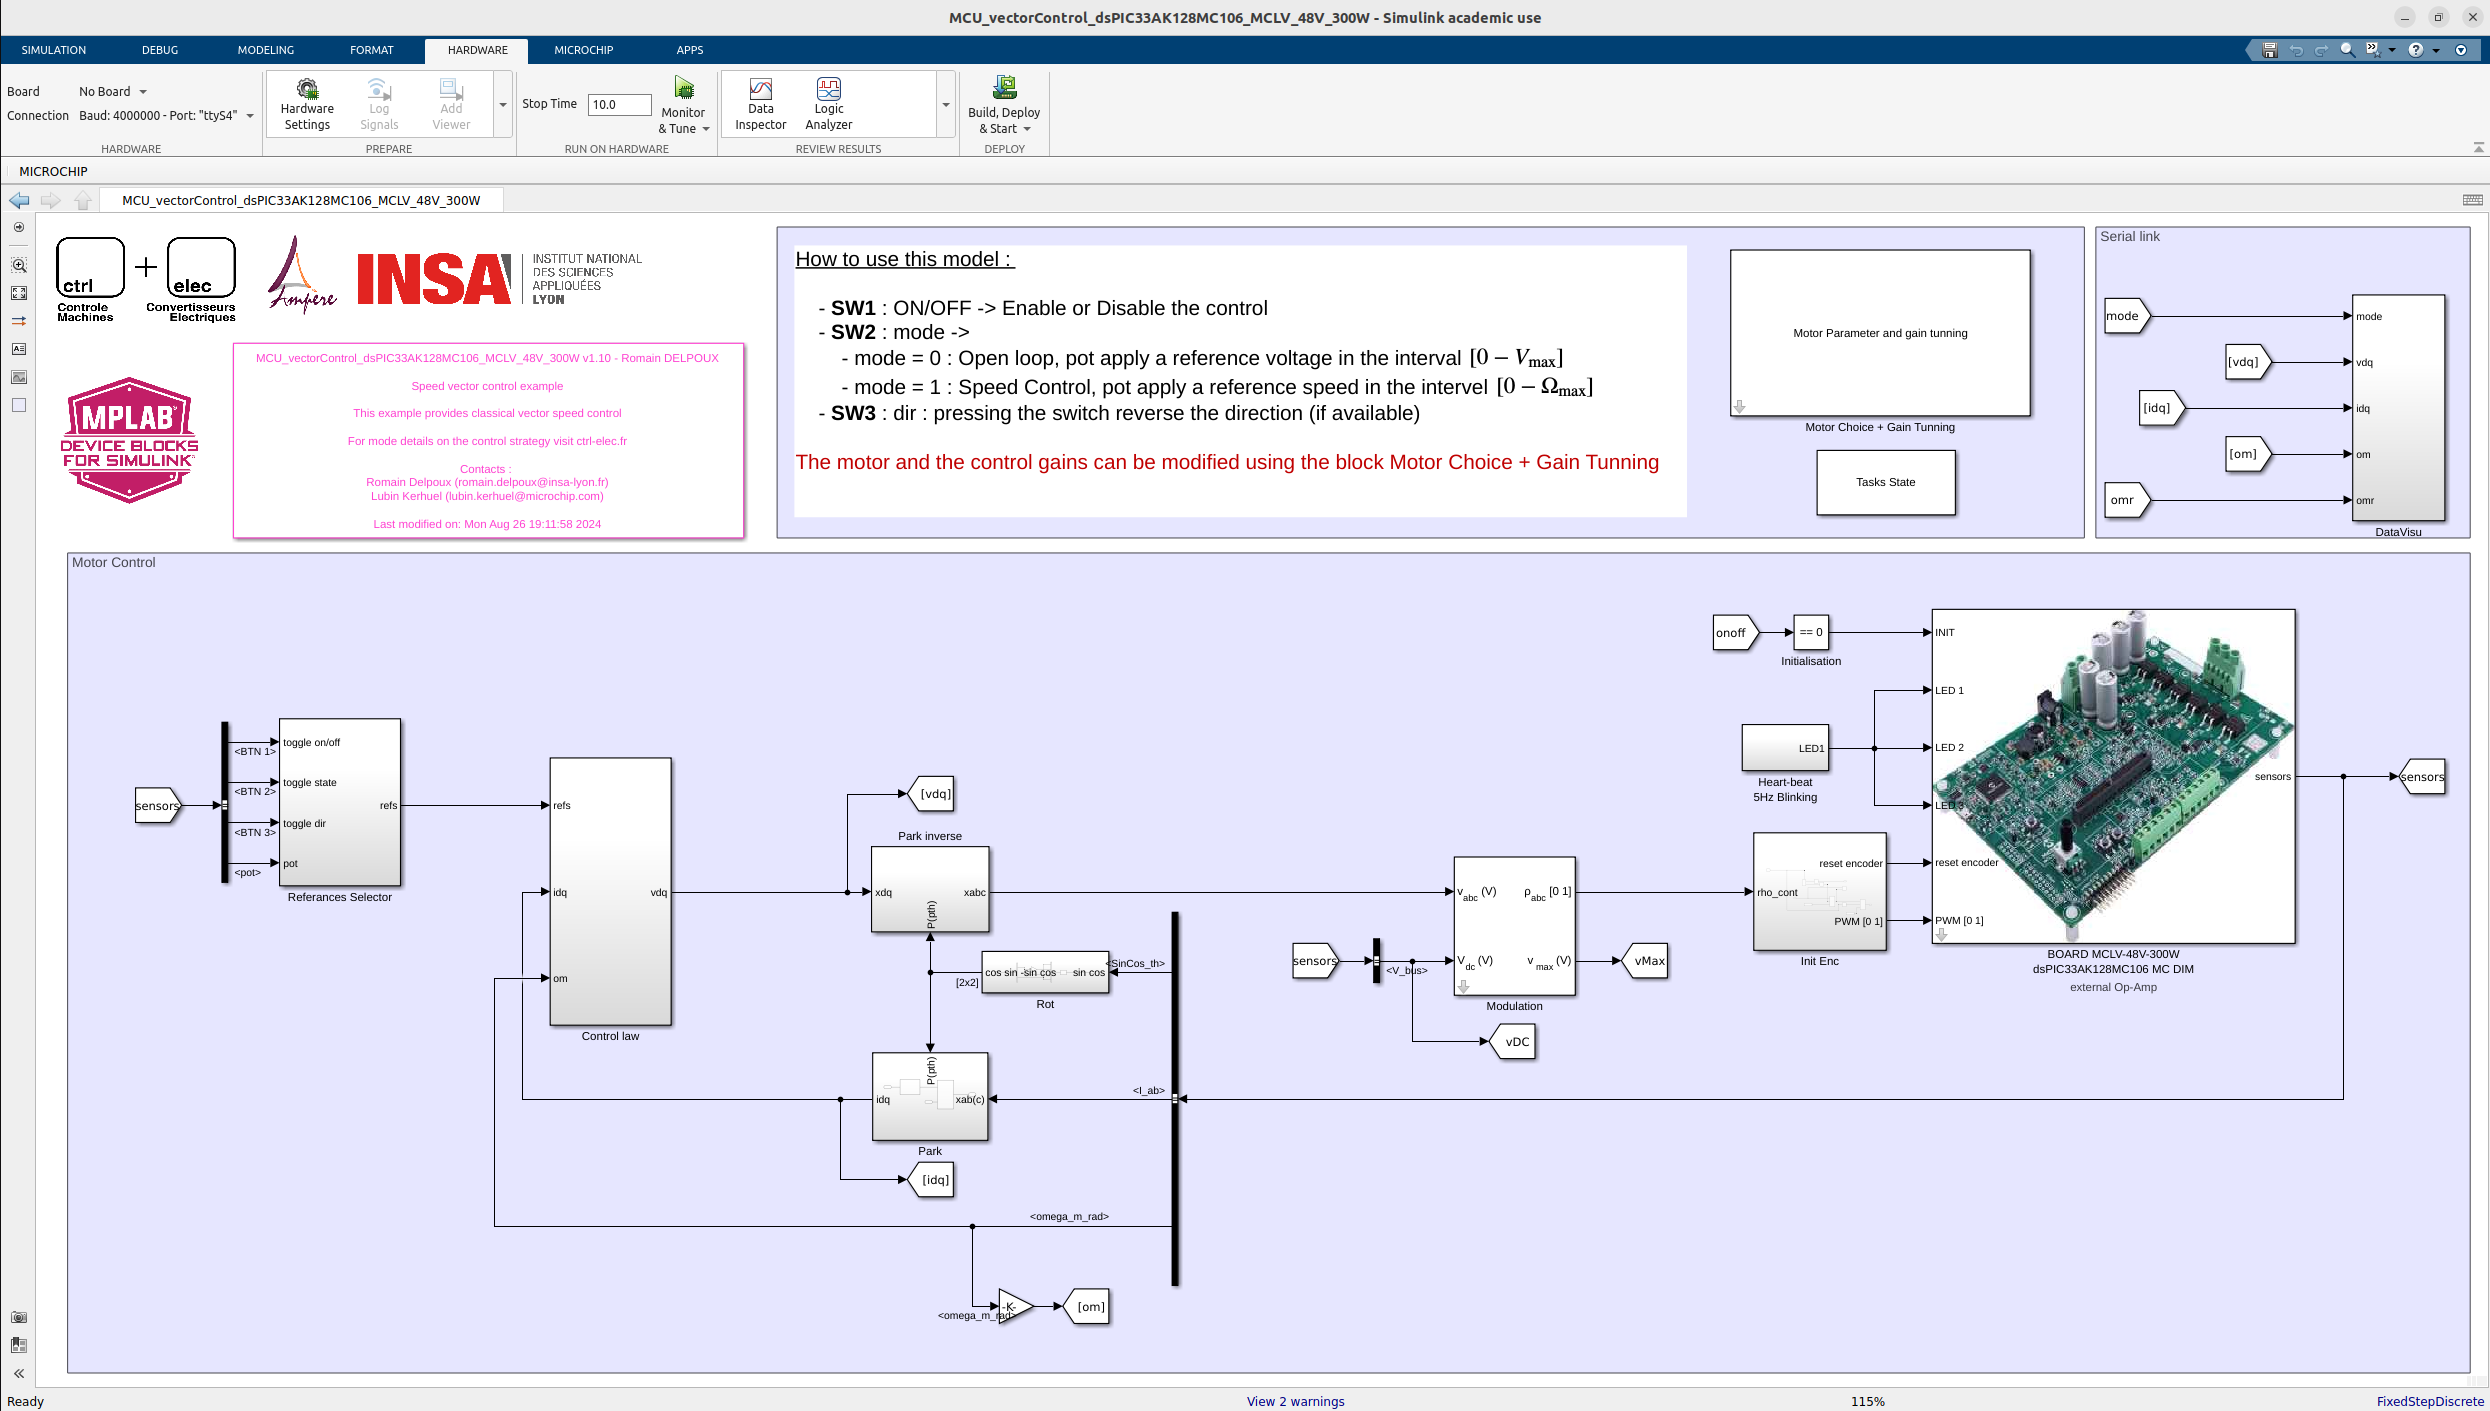 MCU_vectorControl_dsPIC33AK128MC106_MCLV_48V_300W - Simulink academic use
SIMULATION DEBUG MODELING FORMAT HARDWARE MICROCHIP APPS
Board No Board
Connection Baud: 4000000 - Port: "ttyS4"
Hardware Settings
Log Signals
Add Viewer
Stop Time 10.0
Monitor & Tune
Data Inspector
Logic Analyzer
Build, Deploy & Start
HARDWARE PREPARE RUN ON HARDWARE REVIEW RESULTS DEPLOY
MICROCHIP
MCU_vectorControl_dsPIC33AK128MC106_MCLV_48V_300W
ctrl + elec
Controle Machines
Convertisseurs Electriques
Ampere
INSA
INSTITUT NATIONAL
DES SCIENCES
APPLIQUÉES
LYON
MPLAB
DEVICE BLOCKS
FOR SIMULINK
MCU_vectorControl_dsPIC33AK128MC106_MCLV_48V_300W v1.10 - Romain DELPOUX
Speed vector control example
This example provides classical vector speed control
For mode details on the control strategy visit ctrl-elec.fr
Contacts :
Romain Delpoux (romain.delpoux@insa-lyon.fr)
Lubin Kerhuel (lubin.kerhuel@microchip.com)
Last modified on: Mon Aug 26 19:11:58 2024
How to use this model :
- SW1 : ON/OFF -> Enable or Disable the control
- SW2 : mode ->
- mode = 0 : Open loop, pot apply a reference voltage in the interval [0 − Vmax]
- mode = 1 : Speed Control, pot apply a reference speed in the intervel [0 − Ωmax]
- SW3 : dir : pressing the switch reverse the direction (if available)
The motor and the control gains can be modified using the block Motor Choice + Gain Tunning
Motor Parameter and gain tunning
Motor Choice + Gain Tunning
Tasks State
Serial link
mode mode
[vdq] vdq
[idq] idq
[om] om
omr omr
DataVisu
Motor Control
sensors
<BTN 1>
<BTN 2>
<BTN 3>
<pot>
toggle on/off
toggle state
toggle dir
pot
refs
Referances Selector
refs
idq
om
vdq
Control law
[vdq]
Park inverse
xdq xabc
P(pth)
cos sin -sin cos sin cos
[2x2]
Rot
<SinCos_th>
P(pth)
idq xab(c)
Park
<I_ab>
[idq]
<omega_m_rad>
<omega_m_rad>
-K-
[om]
sensors
<V_bus>
vabc (V) ρabc [0 1]
Vdc (V) vmax (V)
Modulation
vMax
vDC
onoff
== 0
Initialisation
LED1
Heart-beat
5Hz Blinking
reset encoder
rho_cont
PWM [0 1]
Init Enc
INIT
LED 1
LED 2
LED 3
reset encoder
PWM [0 1]
sensors
BOARD MCLV-48V-300W
dsPIC33AK128MC106 MC DIM
external Op-Amp
sensors
Ready View 2 warnings 115% FixedStepDiscrete